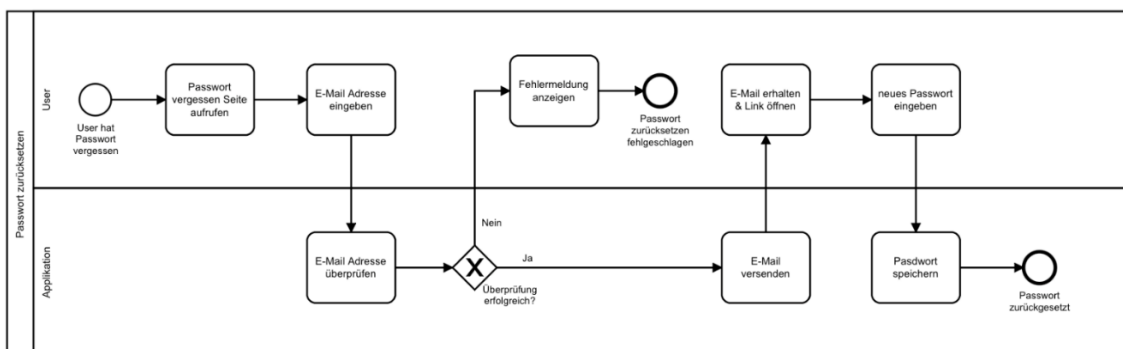 Passwort zurücksetzen
User
User hat
Passwort
vergessen
Passwort
vergessen Seite
aufrufen
E-Mail Adresse
eingeben
Fehlermeldung
anzeigen
Passwort
zurücksetzen
fehlgeschlagen
E-Mail erhalten
& Link öffnen
neues Passwort
eingeben
Applikation
E-Mail Adresse
überprüfen
Nein
Ja
Überprüfung
erfolgreich?
E-Mail
versenden
Padwort
speichern
Passwort
zurückgesetzt